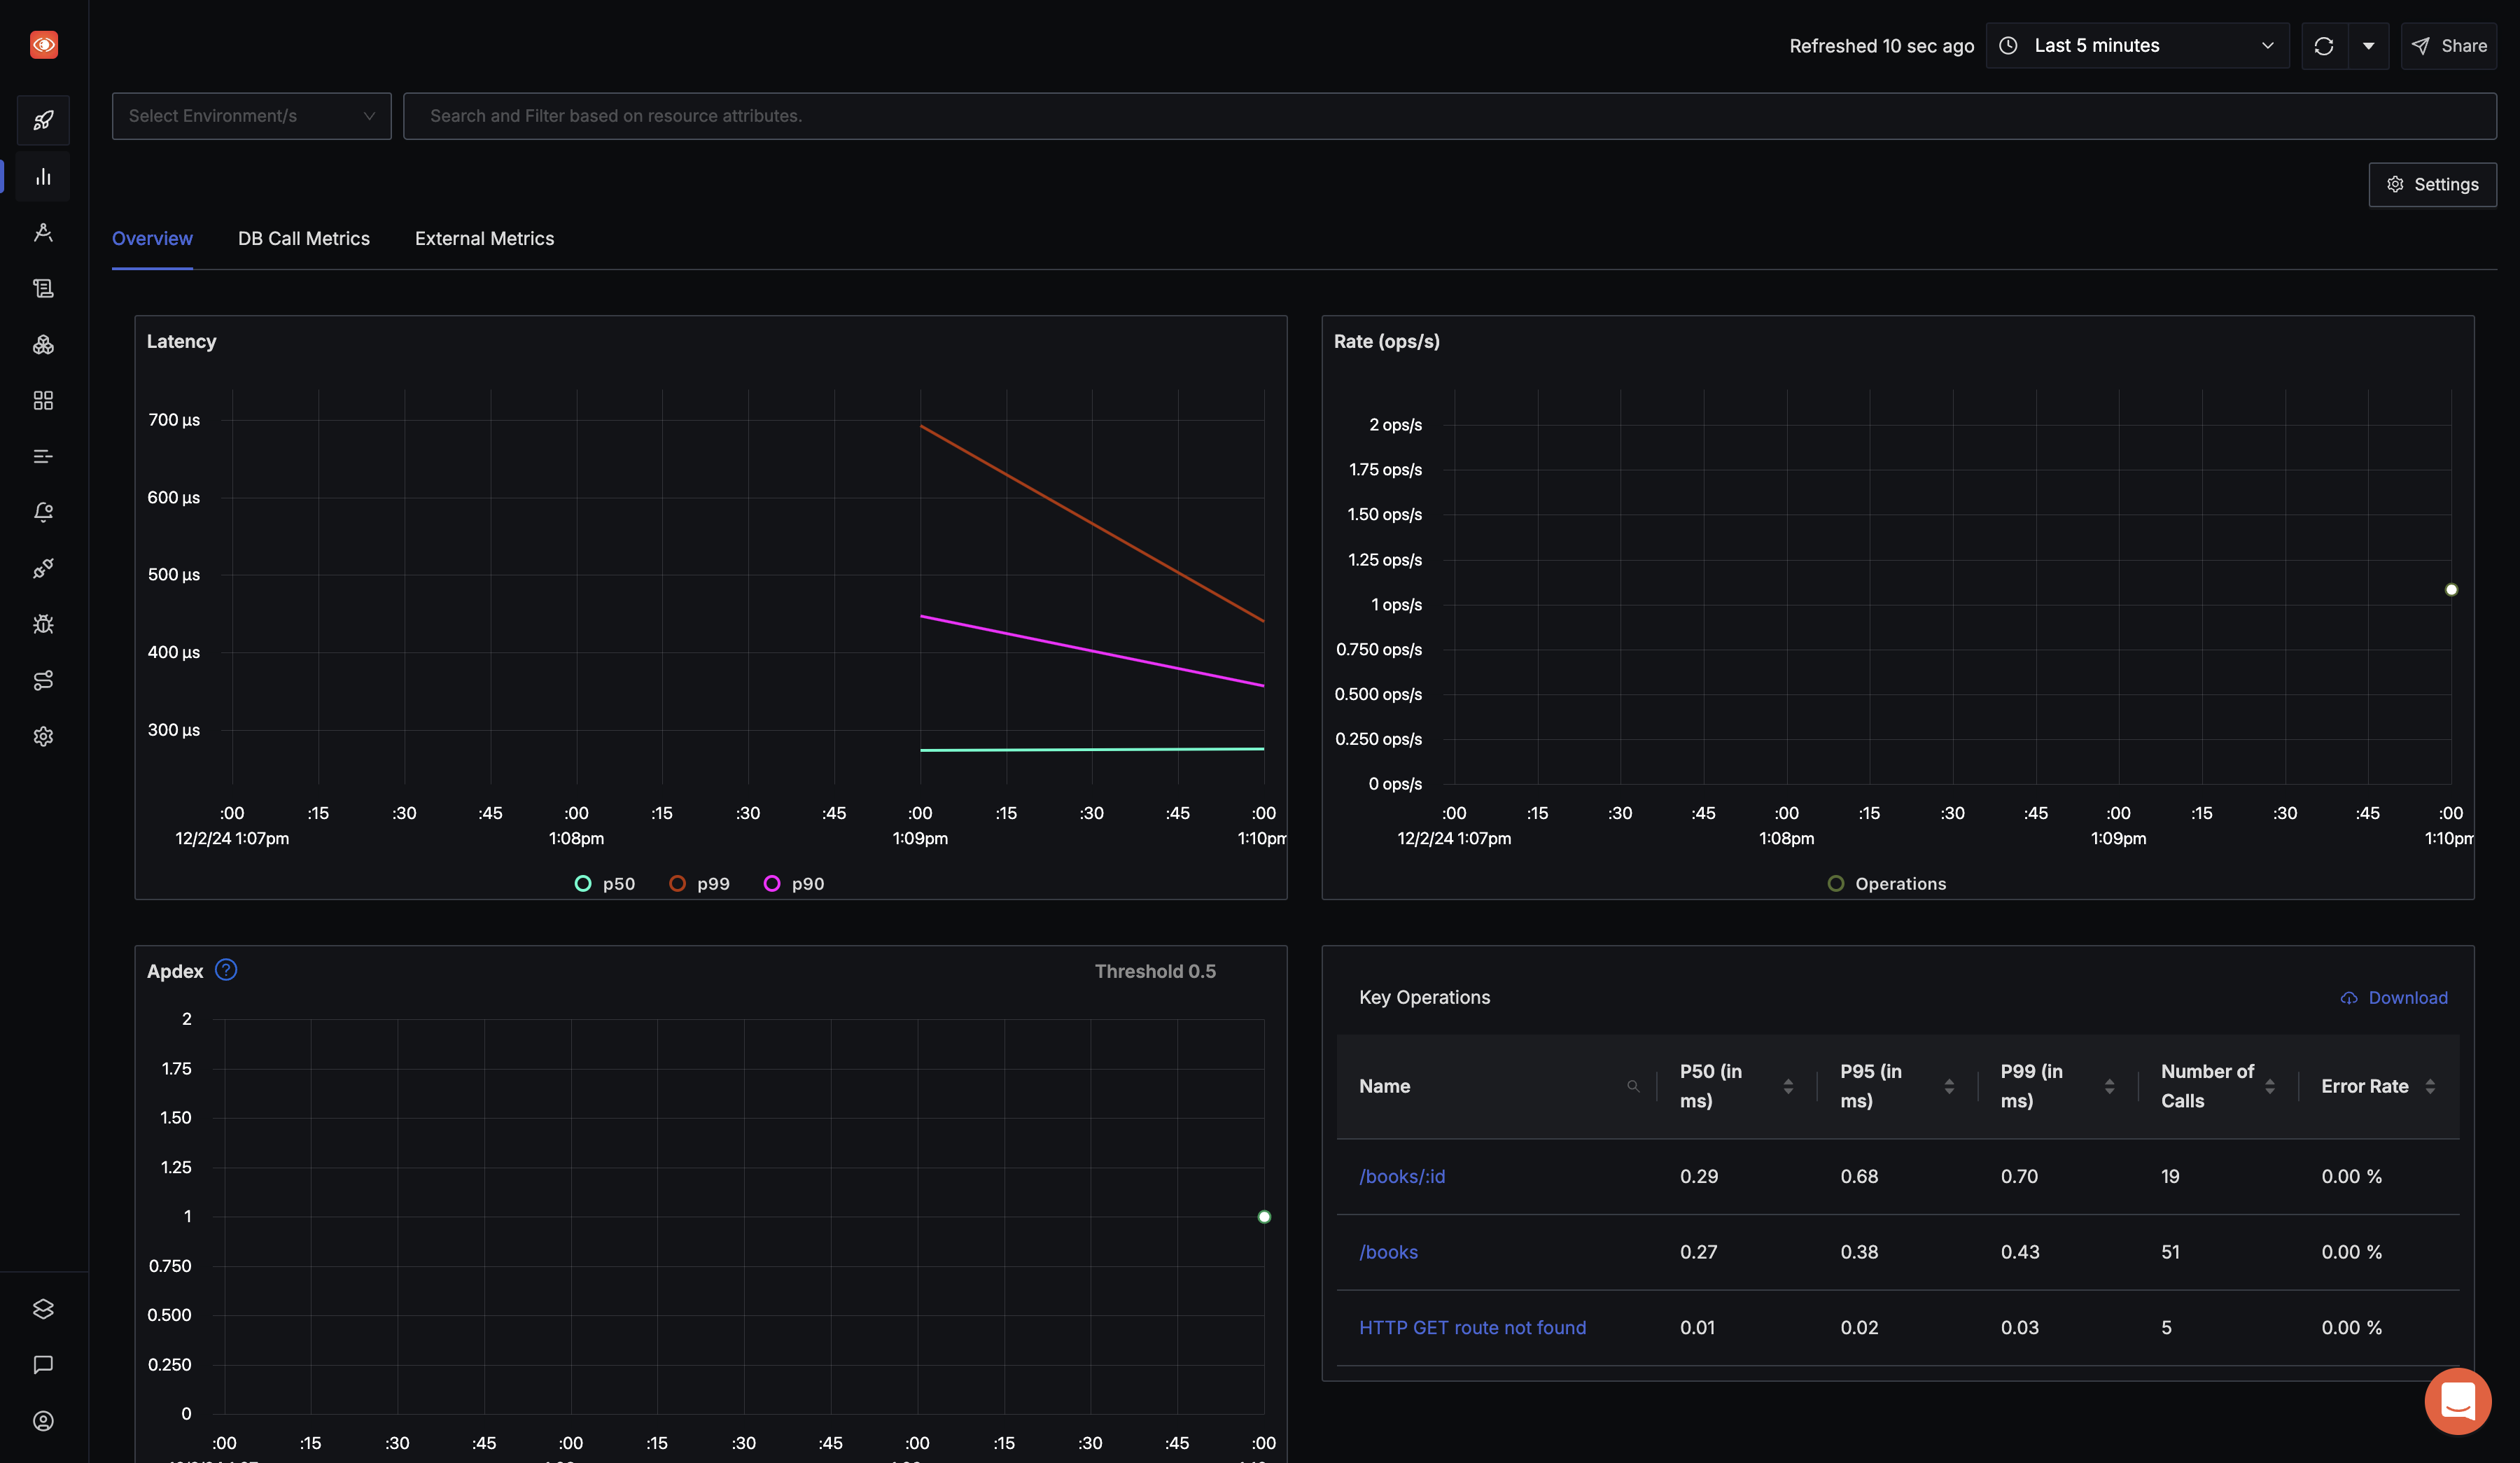 Refreshed 10 sec ago
Last 5 minutes
Share
Select Environment/s
Search and Filter based on resource attributes.
Settings
Overview
DB Call Metrics
External Metrics
Latency
700 µs
600 µs
500 µs
400 µs
300 µs
:00 :15 :30 :45 :00 :15 :30 :45 :00 :15 :30 :45 :00
12/2/24 1:07pm 1:08pm 1:09pm 1:10pm
p50 p99 p90
Rate (ops/s)
2 ops/s
1.75 ops/s
1.50 ops/s
1.25 ops/s
1 ops/s
0.750 ops/s
0.500 ops/s
0.250 ops/s
0 ops/s
:00 :15 :30 :45 :00 :15 :30 :45 :00 :15 :30 :45 :00
12/2/24 1:07pm 1:08pm 1:09pm 1:10pm
Operations
Apdex ?
Threshold 0.5
2
1.75
1.50
1.25
1
0.750
0.500
0.250
0
:00 :15 :30 :45 :00 :15 :30 :45 :00 :15 :30 :45 :00
Key Operations
Download
Name P50 (in ms) P95 (in ms) P99 (in ms) Number of Calls Error Rate
/books/:id 0.29 0.68 0.70 19 0.00 %
/books 0.27 0.38 0.43 51 0.00 %
HTTP GET route not found 0.01 0.02 0.03 5 0.00 %